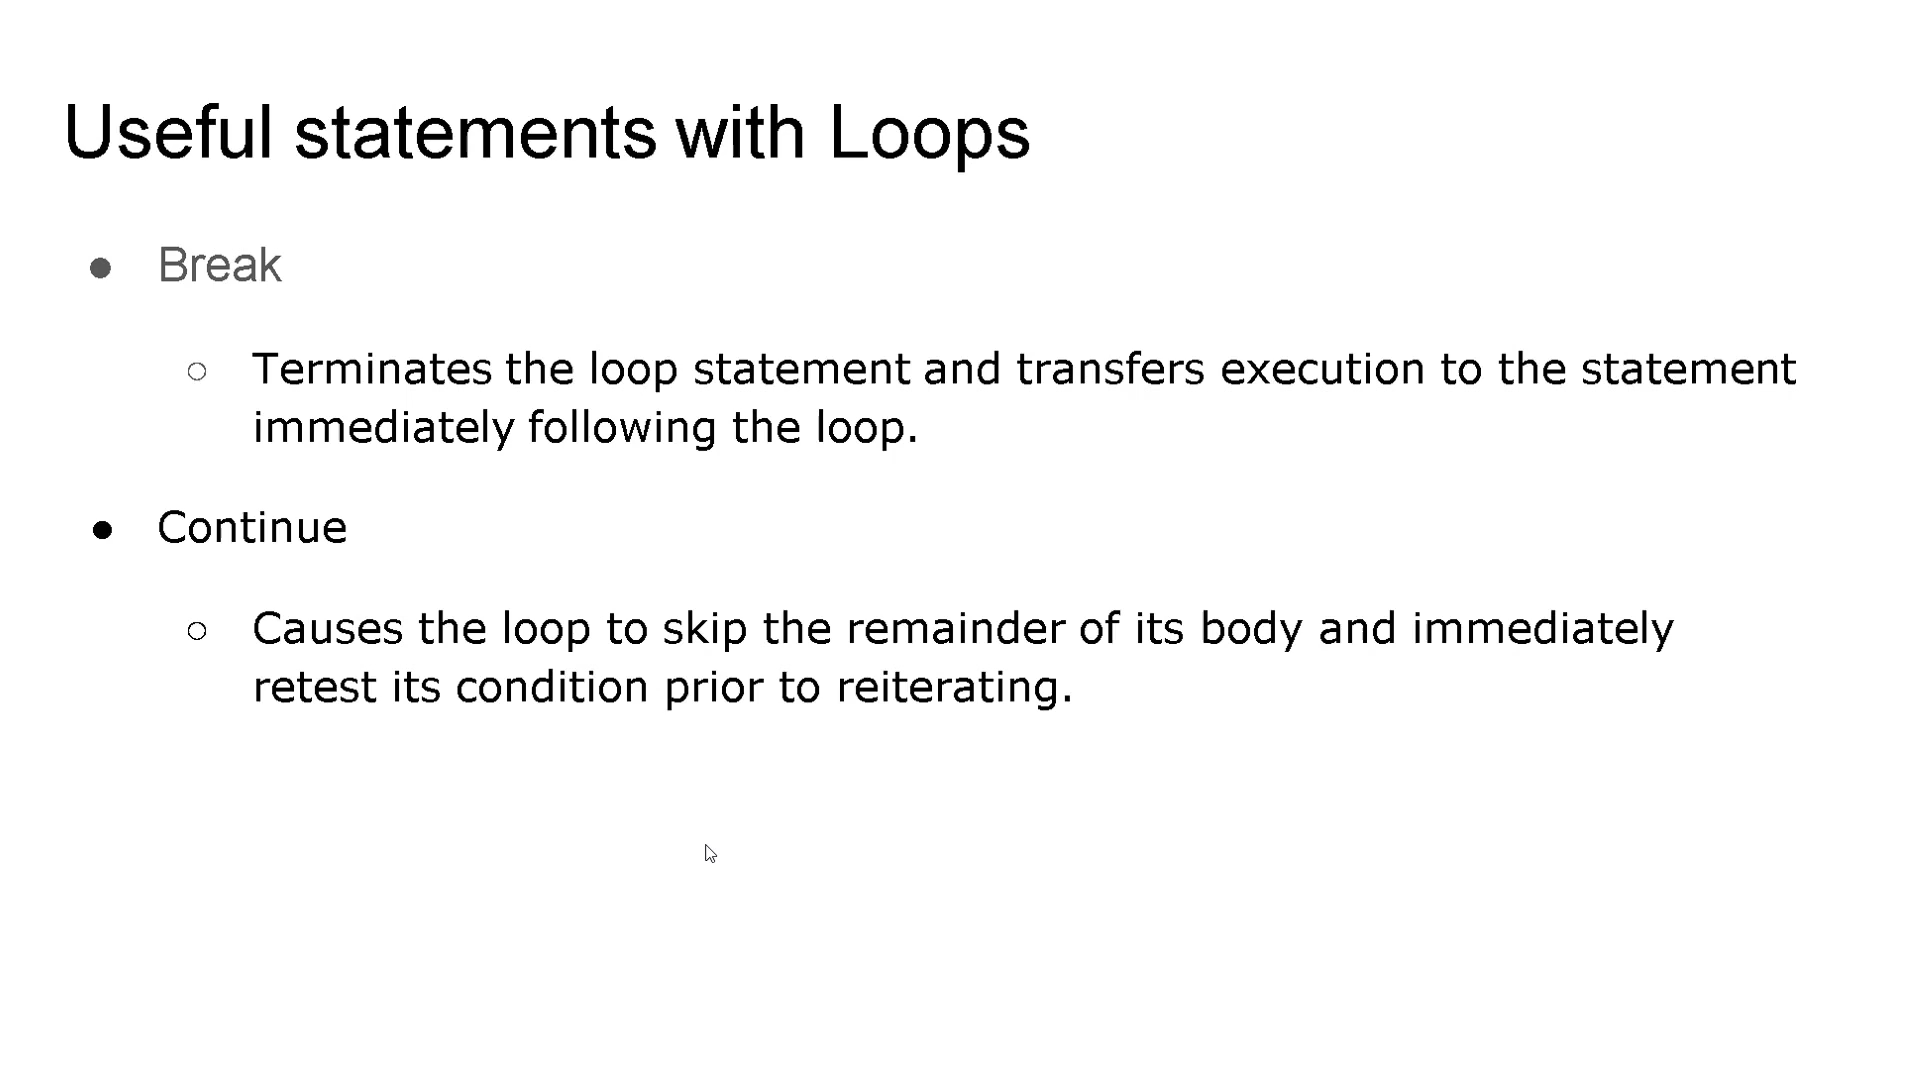 Useful statements with Loops
● Break
○ Terminates the loop statement and transfers execution to the statement
immediately following the loop.
● Continue
○ Causes the loop to skip the remainder of its body and immediately
retest its condition prior to reiterating.